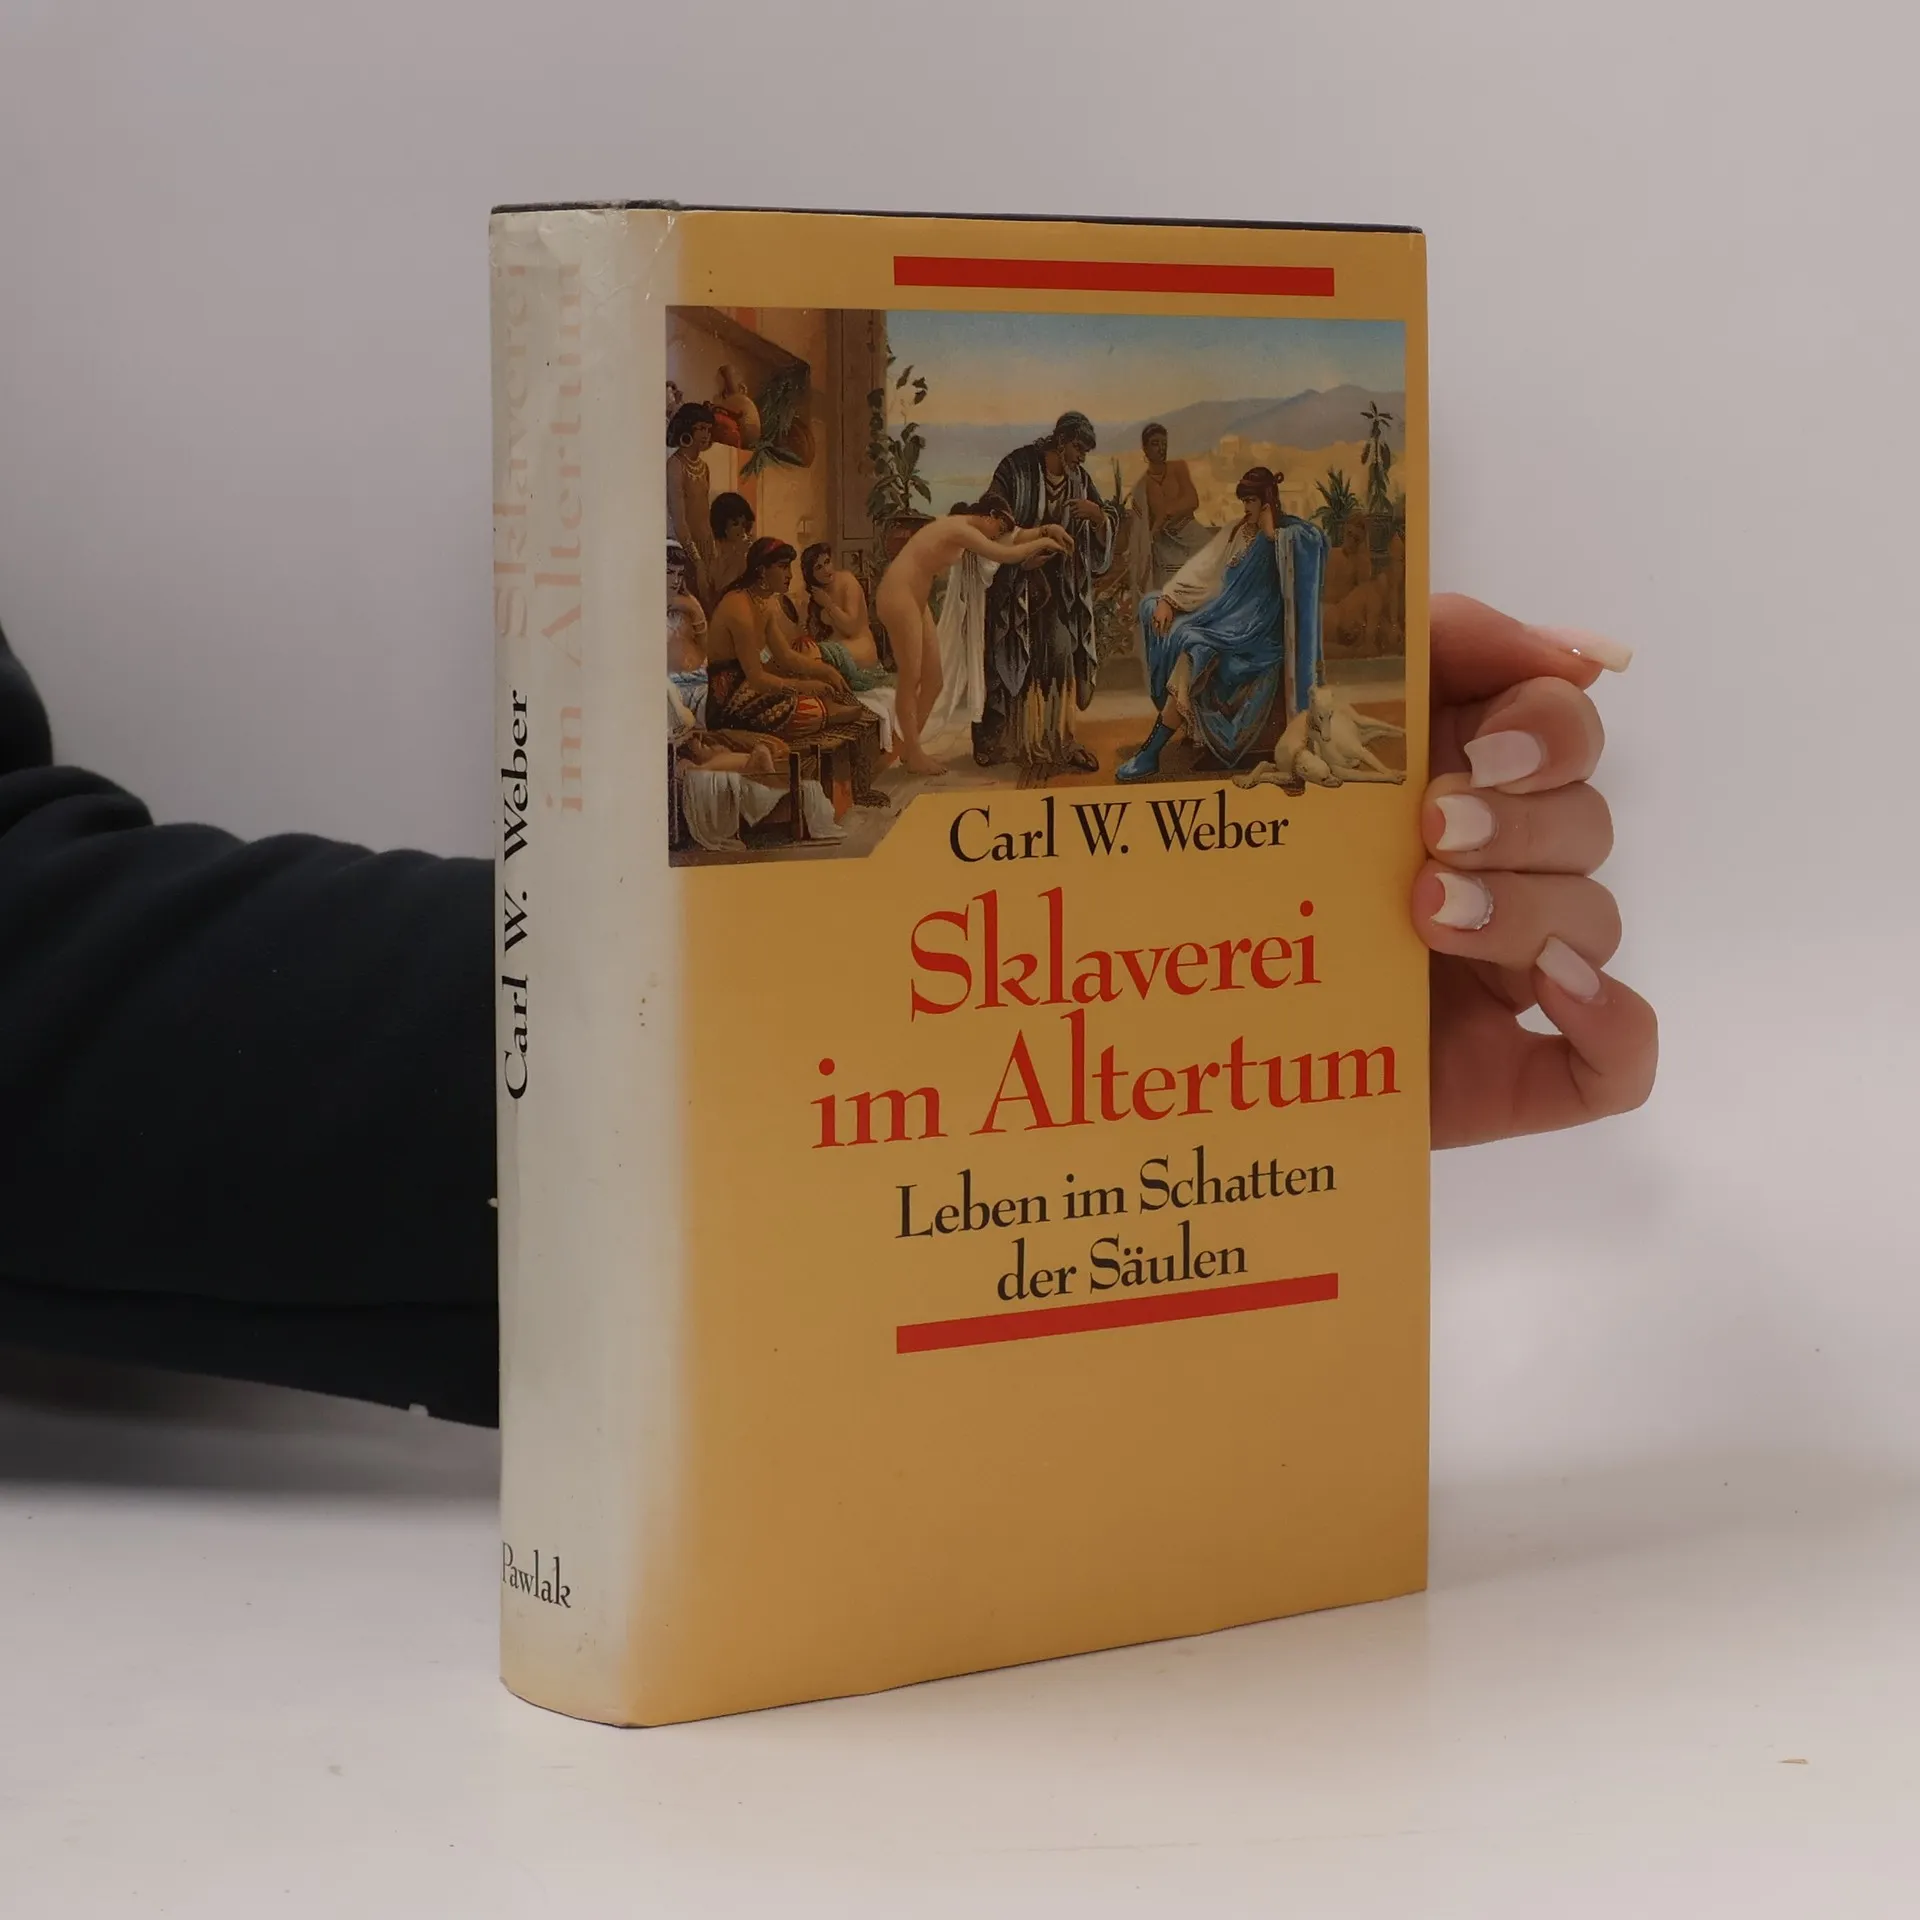 Sklaverei
im Altertum
Carl W. Weber
Pawlak
Carl W. Weber
Sklaverei
im Altertum
Leben im Schatten
der Säulen